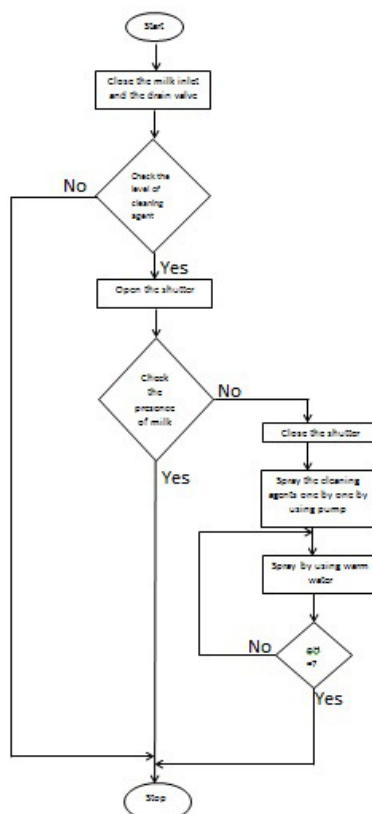 Start
Close the milk inlet
and the drain valve
Check the
level of
cleaning
agent
No
Yes
Open the shutter
Check
the
presence
of milk
No
Yes
Close the shutter
Spray the cleaning
agents one by one by
using pump
Spray by using warm
water
No
Yes
Stop